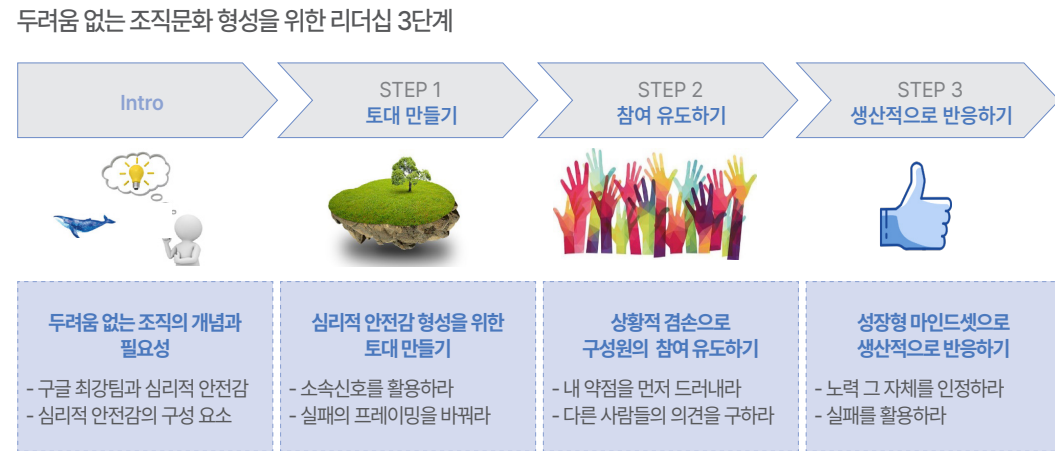 두려움 없는 조직문화 형성을 위한 리더십 3단계
Intro
STEP 1
토대 만들기
STEP 2
참여 유도하기
STEP 3
생산적으로 반응하기
두려움 없는 조직의 개념과
필요성
- 구글 최강팀과 심리적 안전감
- 심리적 안전감의 구성 요소
심리적 안전감 형성을 위한
토대 만들기
- 소속신호를 활용하라
- 실패의 프레이밍을 바꿔라
상황적 겸손으로
구성원의 참여 유도하기
- 내 약점을 먼저 드러내라
- 다른 사람들의 의견을 구하라
성장형 마인드셋으로
생산적으로 반응하기
- 노력 그 자체를 인정하라
- 실패를 활용하라